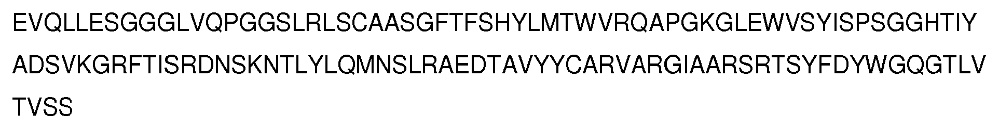 EVQLLESGGGLVQPGGSLRLSCAASGFTFSHYLMTWVRQAPGKGLEWVSYISPSGGHTIY
ADSVKGRFTISRDNSKNTLYLQMNSLRAEDTAVYYCARVARGIAARSRTSYFDYWGQGTLV
TVSS